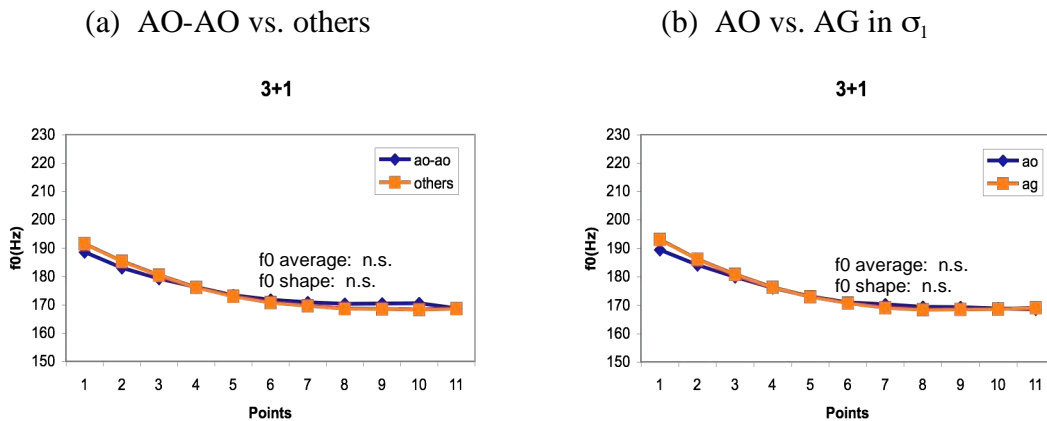 (a) AO-AO vs. others
3+1
230
220
210
200
190
180
170
160
150
f0(Hz)
ao-ao
others
f0 average: n.s.
f0 shape: n.s.
1 2 3 4 5 6 7 8 9 10 11
Points
(b) AO vs. AG in σ₁
3+1
230
220
210
200
190
180
170
160
150
f0(Hz)
ao
ag
f0 average: n.s.
f0 shape: n.s.
1 2 3 4 5 6 7 8 9 10 11
Points